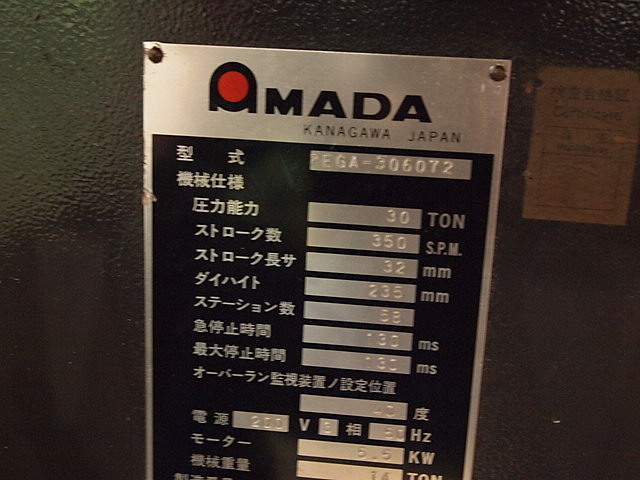 AMADA
KANAGAWA JAPAN
型式 PEGA-306072
機械仕様
圧力能力 30 TON
ストローク数 350 S.P.M.
ストローク長サ 32 mm
ダイハイト 235 mm
ステーション数 58
急停止時間 130 ms
最大停止時間 130 ms
オーバーラン監視装置ノ設定位置
度
電源 200 V 3 相 Hz
モーター 5.5 KW
機械重量 14 TON
検査合格証